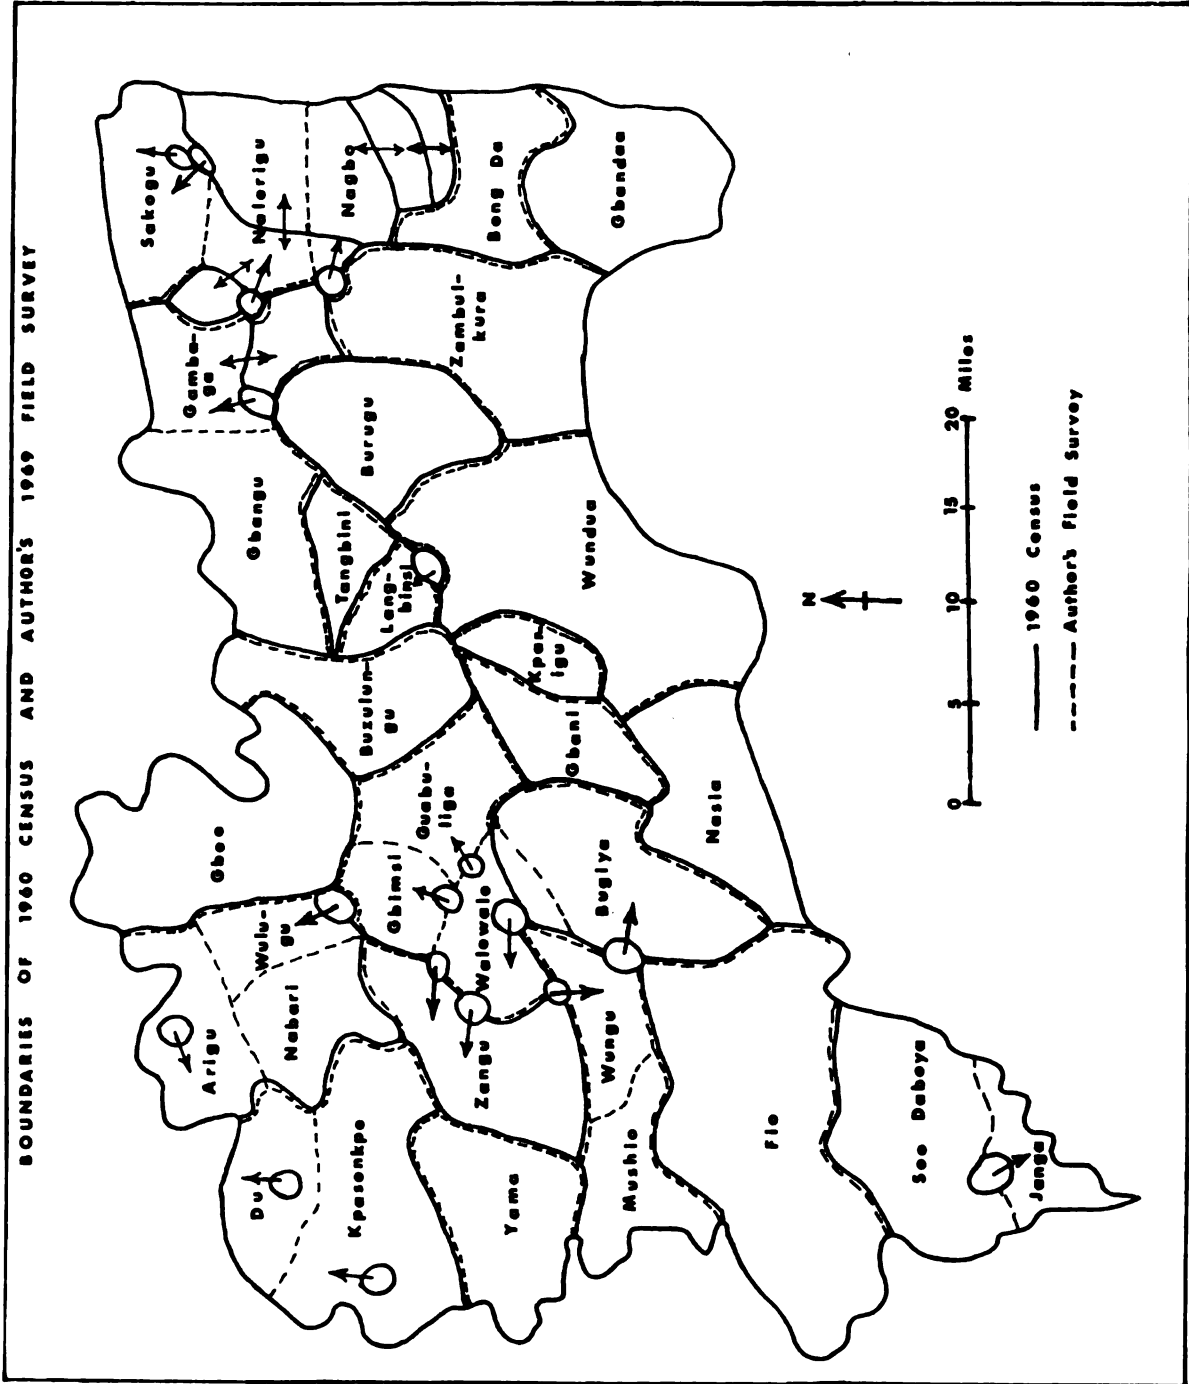 BOUNDARIES OF 1960 CENSUS AND AUTHOR'S 1969 FIELD SURVEY
Sakogu
Nalerigu
Nagbo
Bong Da
Gbandaa
Gamba-
ga
Zambul-
kura
Burugu
Gbangu
Tangbini
Lang-
binsi
Wundua
Kpan-
igu
Buzulun-
gu
Gbani
Nasia
Gbee
Guabu-
liga
Gbimsi
Walewale
Bugiya
Wulu-
gu
Nabari
Arigu
Zangu
Wungu
Du
Kpasenkpe
Yama
Mushio
Fio
Soo Daboya
Janga
N
0 5 10 15 20 Miles
1960 Census
Author's Field Survey